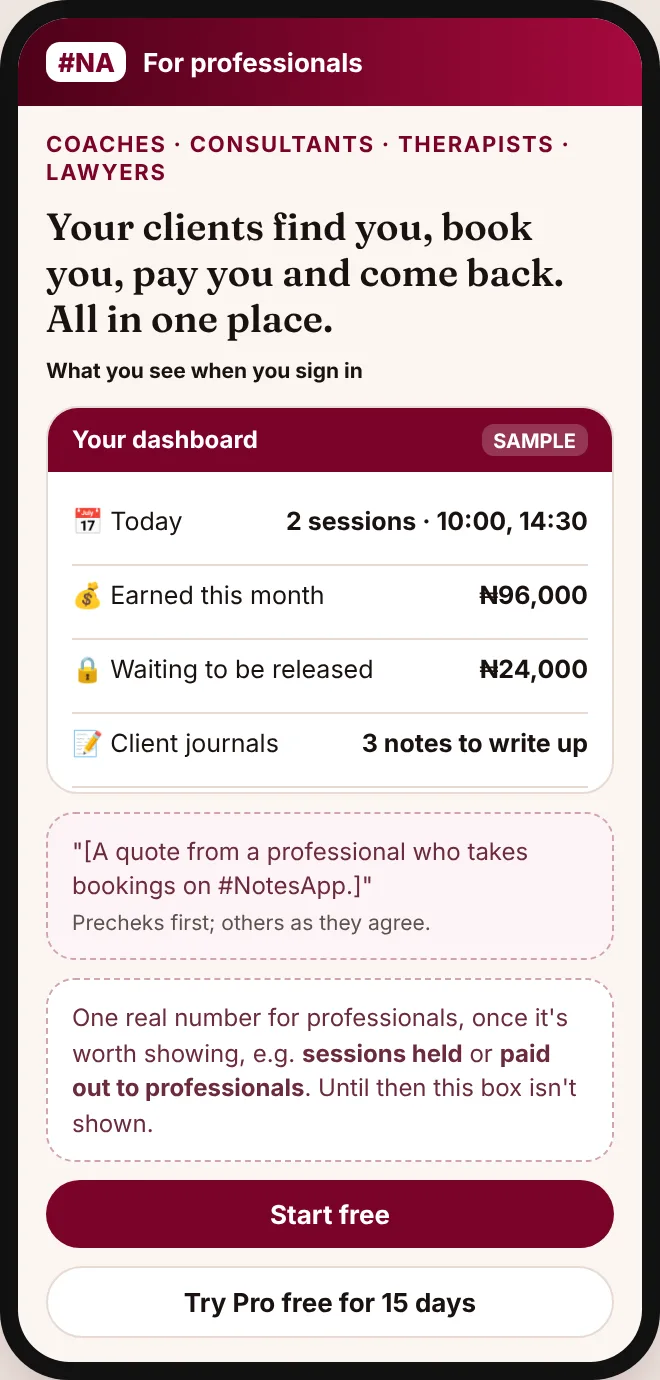 #NA For professionals
COACHES · CONSULTANTS · THERAPISTS ·
LAWYERS
Your clients find you, book
you, pay you and come back.
All in one place.
What you see when you sign in
Your dashboard SAMPLE
📅 Today 2 sessions · 10:00, 14:30
💰 Earned this month ₦96,000
🔒 Waiting to be released ₦24,000
📝 Client journals 3 notes to write up
"[A quote from a professional who takes
bookings on #NotesApp.]"
Precheks first; others as they agree.
One real number for professionals, once it's
worth showing, e.g. sessions held or paid
out to professionals. Until then this box isn't
shown.
Start free
Try Pro free for 15 days